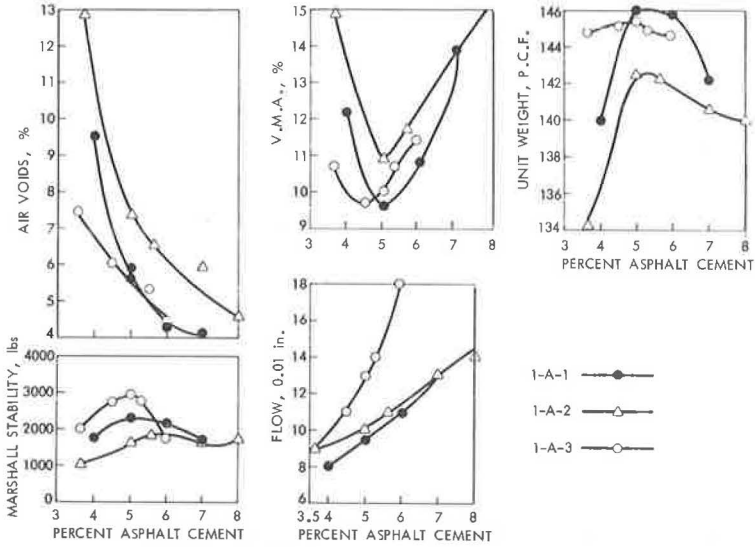 AIR VOIDS, %
13
12
11
10
9
8
7
6
5
4
MARSHALL STABILITY, lbs
4000
3000
2000
1000
0
3 4 5 6 7 8
PERCENT ASPHALT CEMENT
V.M.A., %
15
14
13
12
11
10
9
3 4 5 6 7 8
FLOW, 0.01 in.
18
16
14
12
10
8
6
3.5 4 5 6 7 8
PERCENT ASPHALT CEMENT
UNIT WEIGHT, P.C.F.
146
144
142
140
138
136
134
3 4 5 6 7 8
PERCENT ASPHALT CEMENT
1-A-1
1-A-2
1-A-3